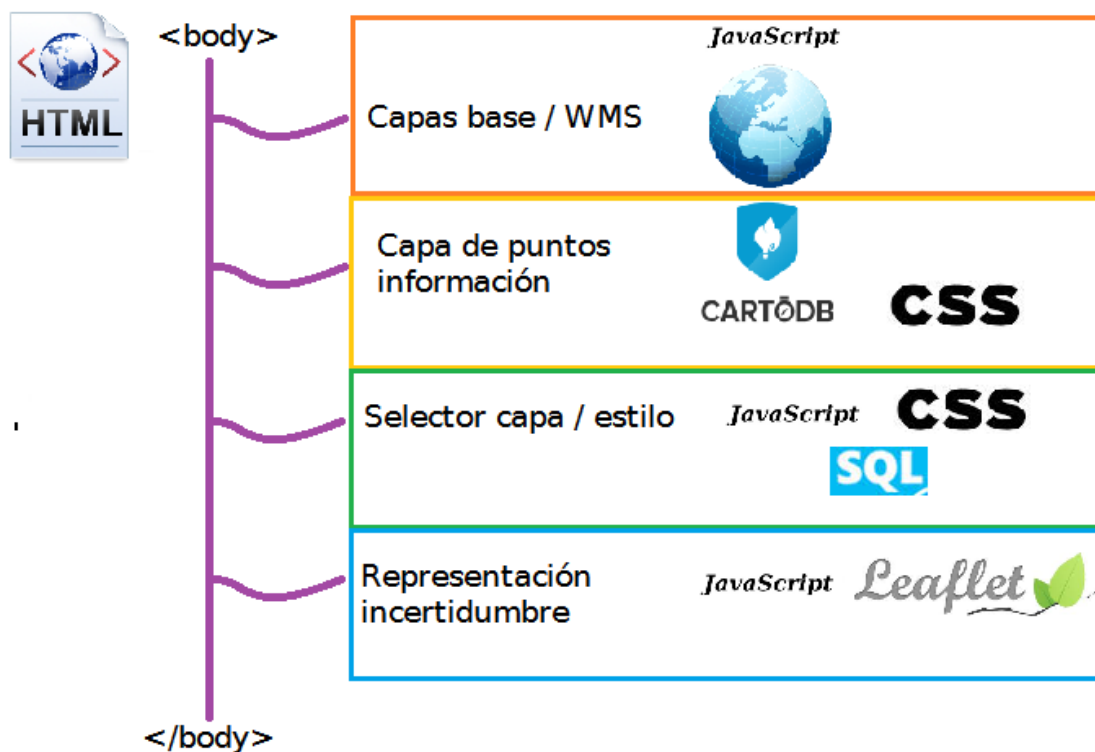 HTML
<body>
JavaScript
Capas base / WMS
Capa de puntos
información
CARTODB
CSS
Selector capa / estilo
JavaScript
CSS
SQL
Representación
incertidumbre
JavaScript
Leaflet
</body>